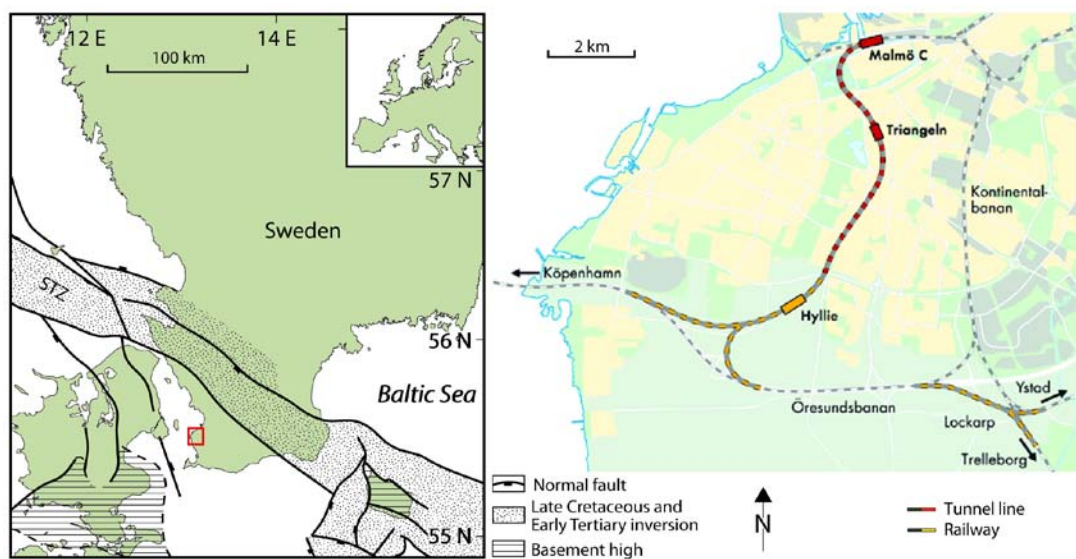 12 E
14 E
100 km
57 N
Sweden
STZ
56 N
Baltic Sea
55 N
2 km
Malmö C
Triangeln
Kontinental-
banan
Köpenhamn
Hyllie
Öresundsbanan
Ystad
Lockarp
Trelleborg
Normal fault
Late Cretaceous and
Early Tertiary inversion
Basement high
N
Tunnel line
Railway